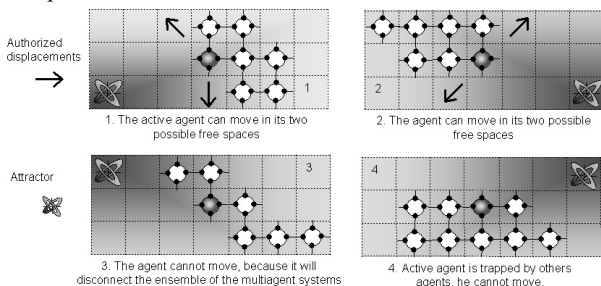 Authorized
displacements
1
1. The active agent can move in its two
possible free spaces
2
2. The agent can move in its two possible
free spaces
Attractor
3
3. The agent cannot move, because it will
disconnect the ensemble of the multiagent systems
4
4. Active agent is trapped by others
agents, he cannot move.